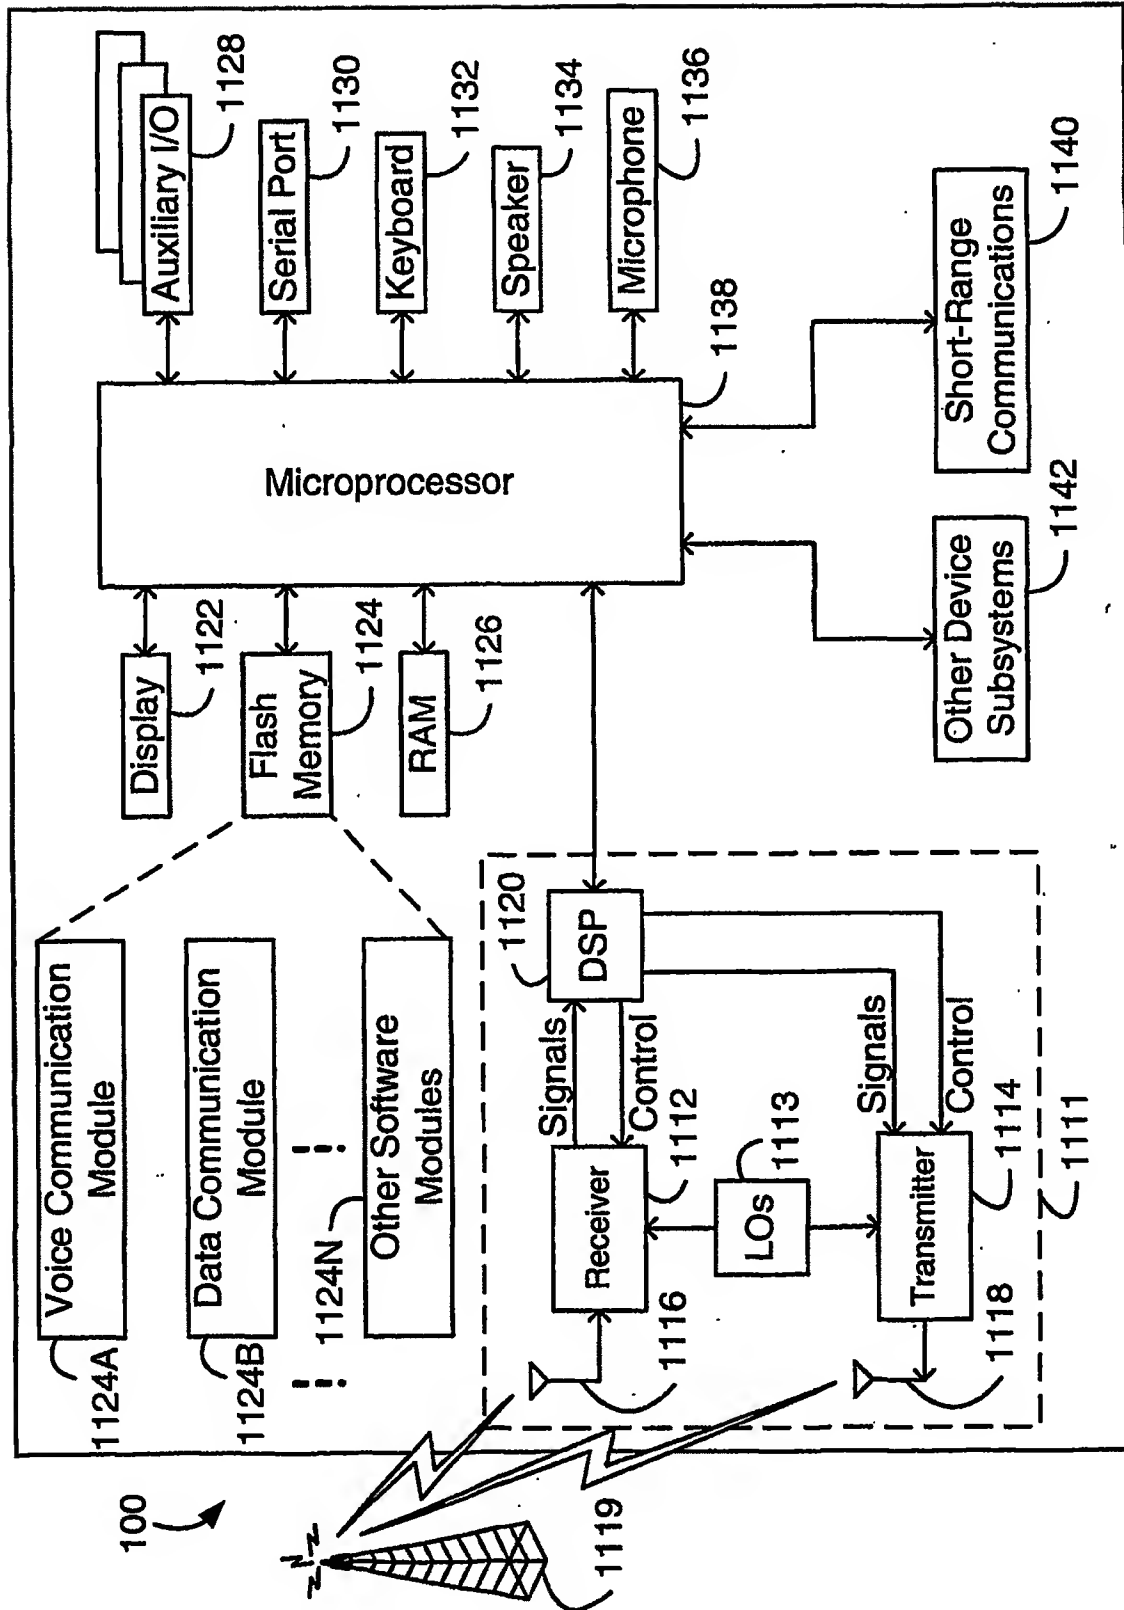 100
1119
Voice Communication
Module
1124A
Data Communication
Module
1124B
1124N
Other Software
Modules
Display
1122
Flash
Memory
1124
RAM
1126
Microprocessor
1138
Auxiliary I/O
1128
Serial Port
1130
Keyboard
1132
Speaker
1134
Microphone
1136
Short-Range
Communications
1140
Other Device
Subsystems
1142
DSP
1120
Signals
Control
Receiver
1112
1116
LOs
1113
Signals
Control
Transmitter
1114
1118
1111